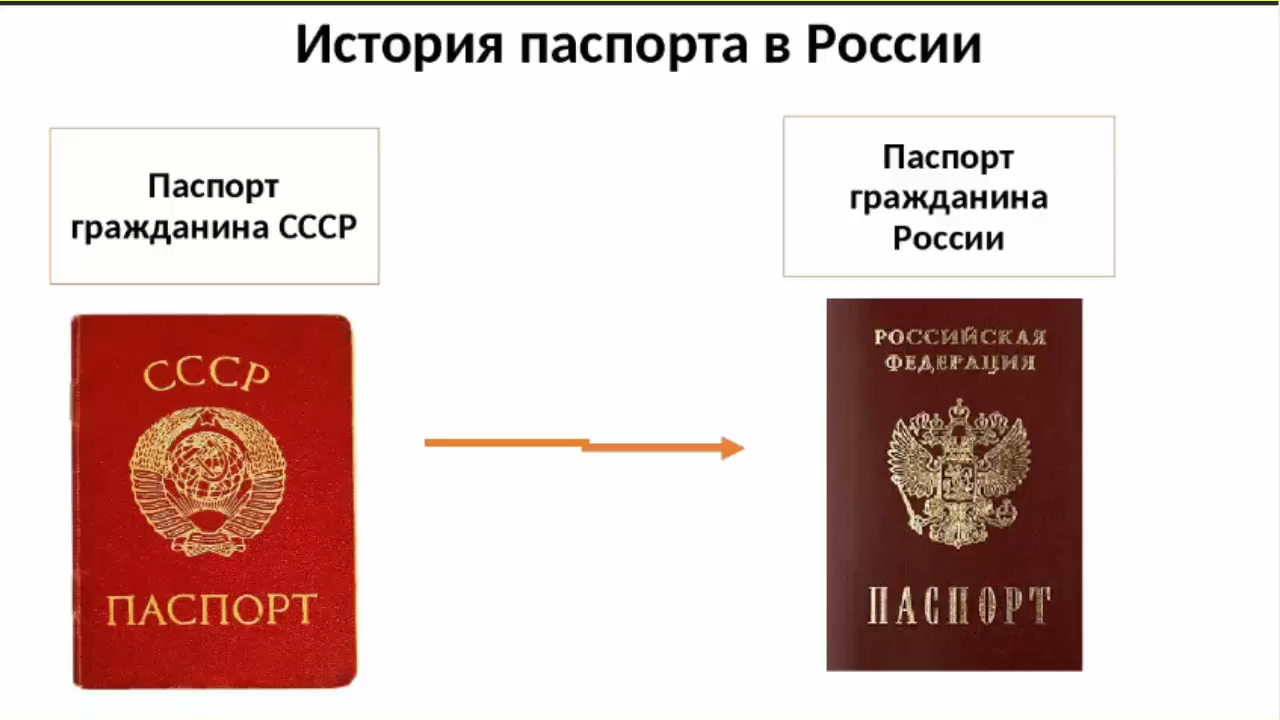 История паспорта в России
Паспорт
гражданина СССР
Паспорт
гражданина
России
СССР
ПАСПОРТ
РОССИЙСКАЯ
ФЕДЕРАЦИЯ
ПАСПОРТ